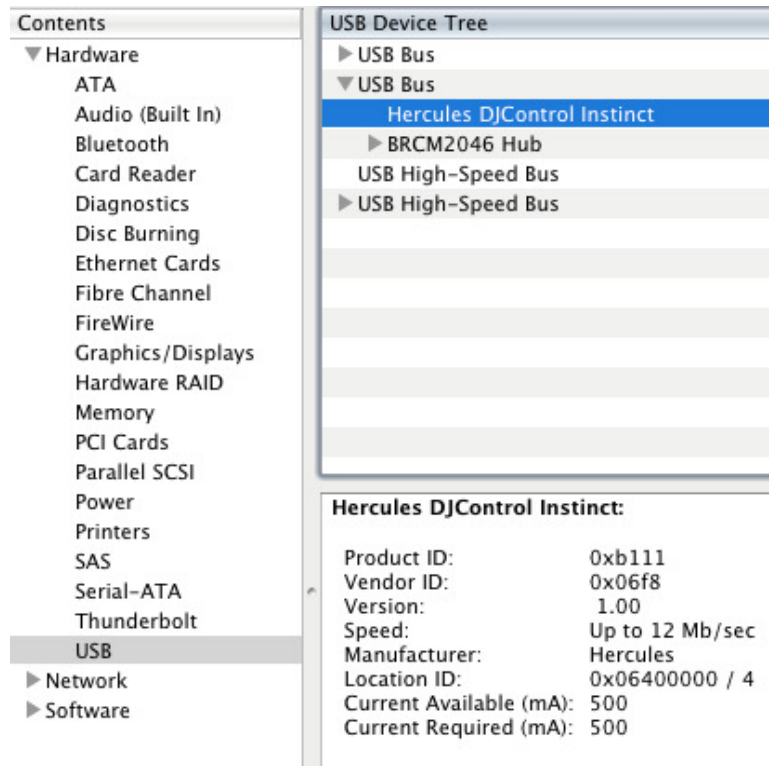 Contents
Hardware
ATA
Audio (Built In)
Bluetooth
Card Reader
Diagnostics
Disc Burning
Ethernet Cards
Fibre Channel
FireWire
Graphics/Displays
Hardware RAID
Memory
PCI Cards
Parallel SCSI
Power
Printers
SAS
Serial-ATA
Thunderbolt
USB
Network
Software
USB Device Tree
USB Bus
USB Bus
Hercules DJControl Instinct
BRCM2046 Hub
USB High-Speed Bus
USB High-Speed Bus
Hercules DJControl Instinct:
Product ID: 0xb111
Vendor ID: 0x06f8
Version: 1.00
Speed: Up to 12 Mb/sec
Manufacturer: Hercules
Location ID: 0x06400000 / 4
Current Available (mA): 500
Current Required (mA): 500